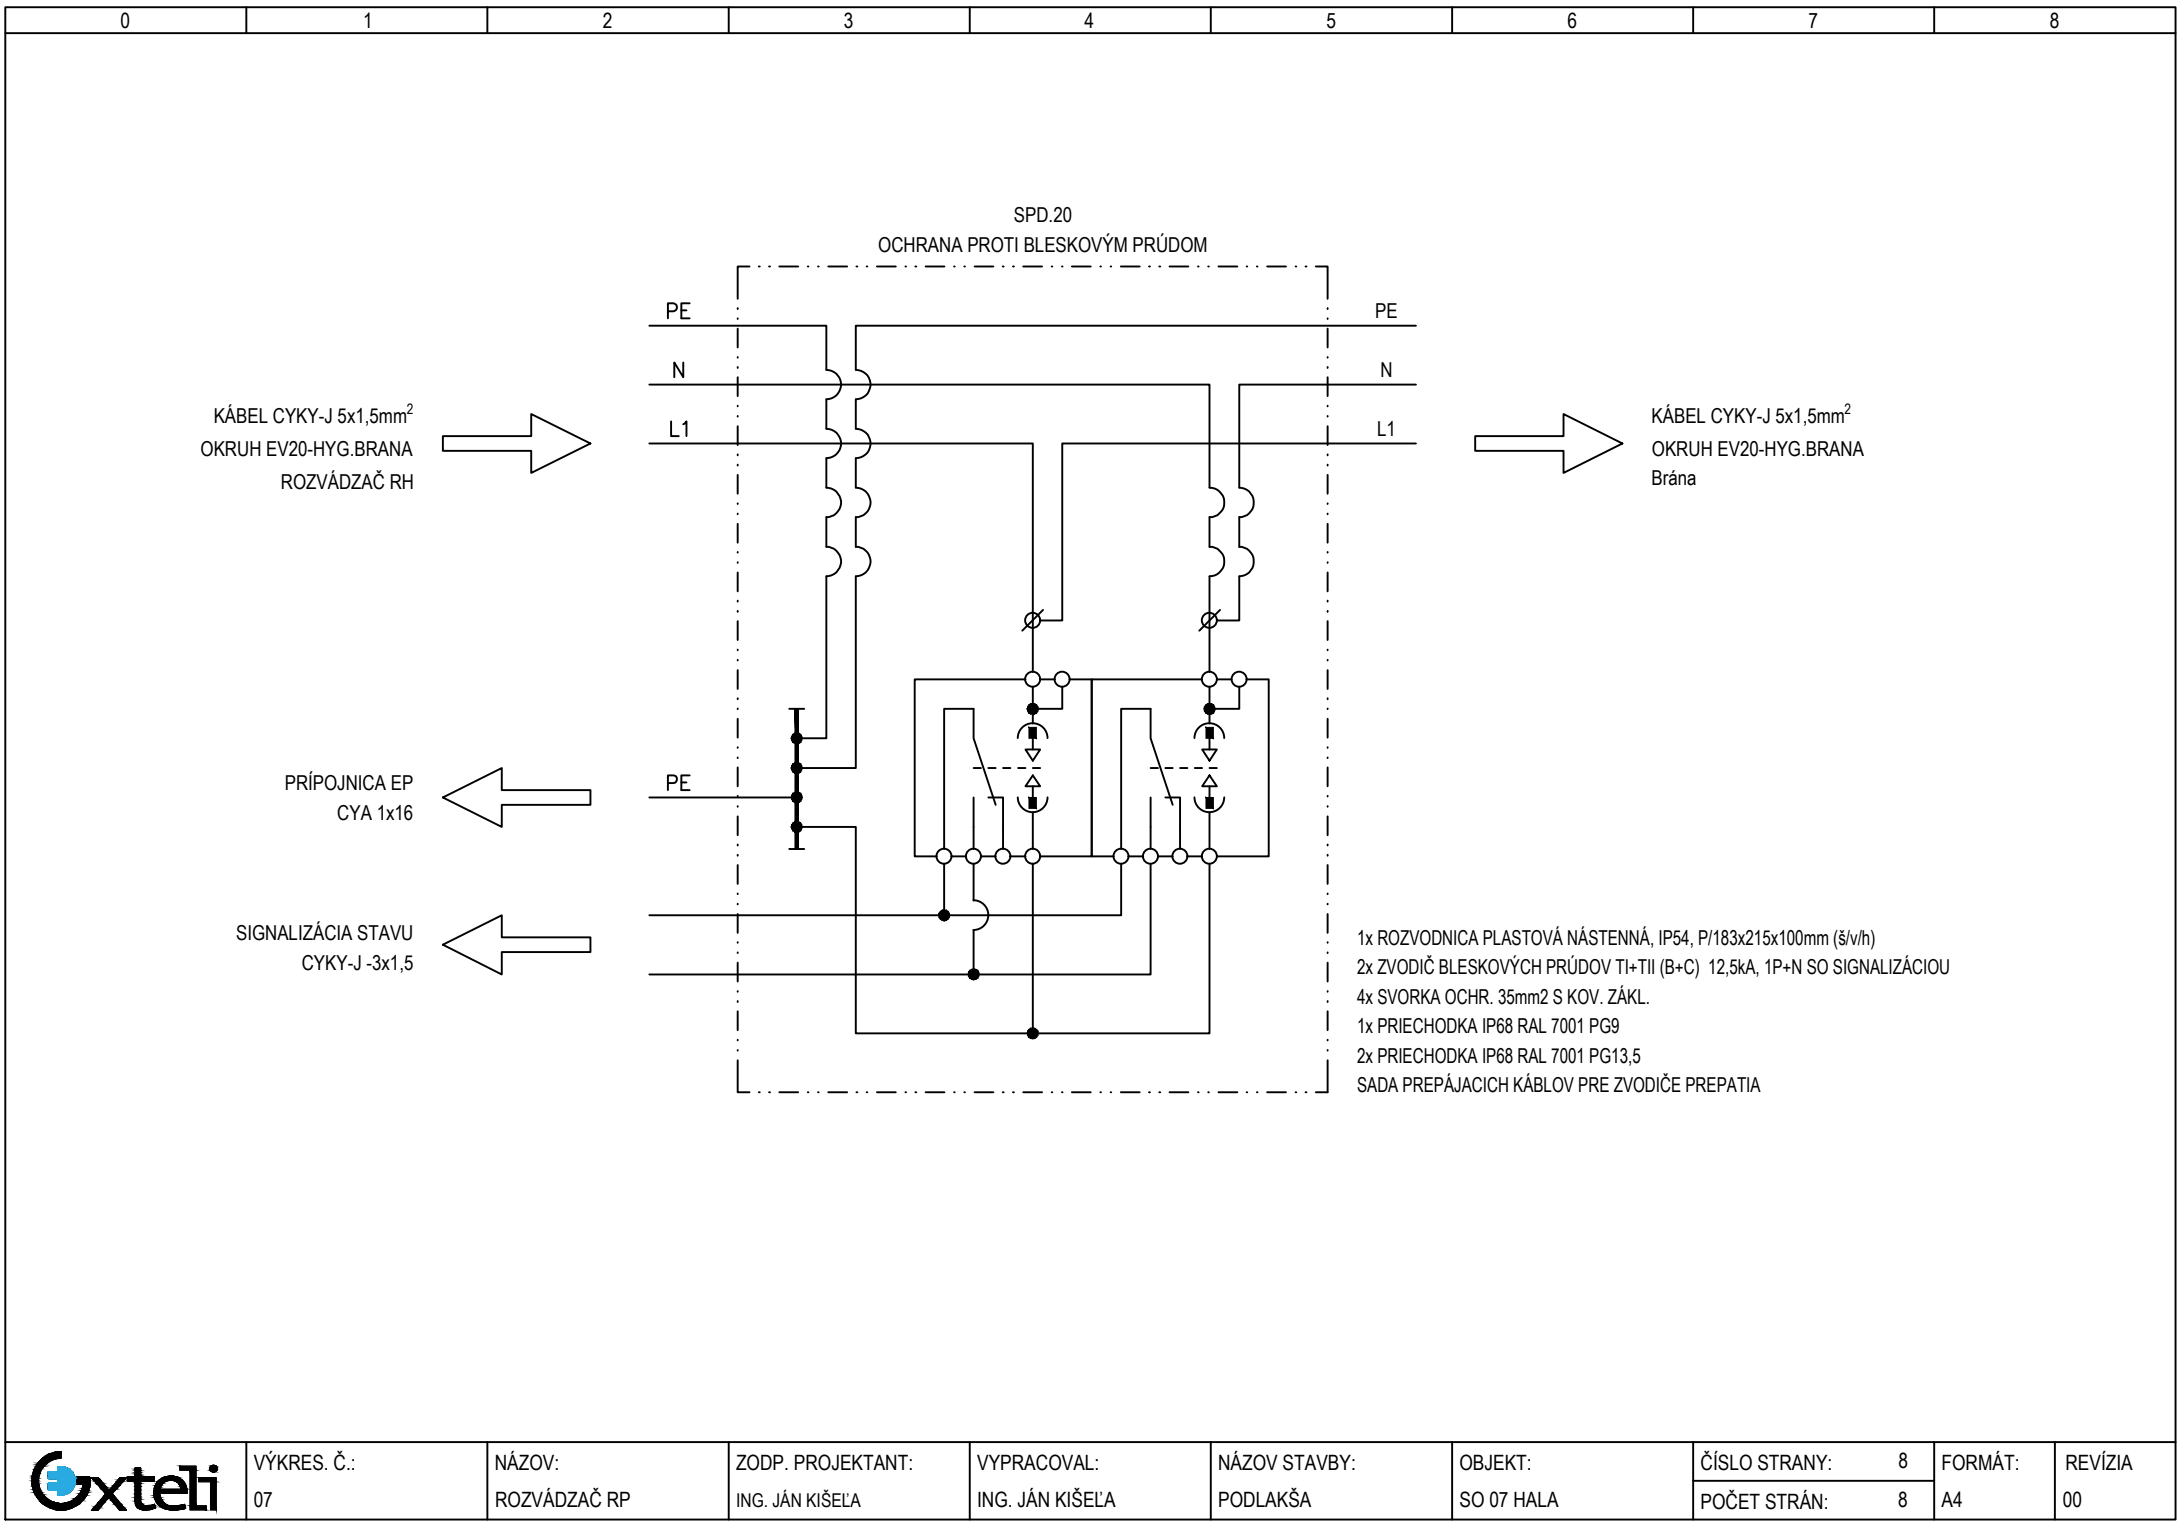 0 1 2 3 4 5 6 7 8
SPD.20
OCHRANA PROTI BLESKOVÝM PRÚDOM
PE PE
N N
L1 L1
KÁBEL CYKY-J 5x1,5mm²
OKRUH EV20-HYG.BRANA
ROZVÁDZAČ RH
KÁBEL CYKY-J 5x1,5mm²
OKRUH EV20-HYG.BRANA
Brána
PRÍPOJNICA EP
CYA 1x16
PE
SIGNALIZÁCIA STAVU
CYKY-J -3x1,5
1x ROZVODNICA PLASTOVÁ NÁSTENNÁ, IP54, P/183x215x100mm (š/v/h)
2x ZVODIČ BLESKOVÝCH PRÚDOV TI+TII (B+C) 12,5kA, 1P+N SO SIGNALIZÁCIOU
4x SVORKA OCHR. 35mm2 S KOV. ZÁKL.
1x PRIECHODKA IP68 RAL 7001 PG9
2x PRIECHODKA IP68 RAL 7001 PG13,5
SADA PREPÁJACICH KÁBLOV PRE ZVODIČE PREPATIA
exteli
VÝKRES. Č.:
07
NÁZOV:
ROZVÁDZAČ RP
ZODP. PROJEKTANT:
ING. JÁN KIŠEĽA
VYPRACOVAL:
ING. JÁN KIŠEĽA
NÁZOV STAVBY:
PODLAKŠA
OBJEKT:
SO 07 HALA
ČÍSLO STRANY: 8
POČET STRÁN: 8
FORMÁT:
A4
REVÍZIA
00